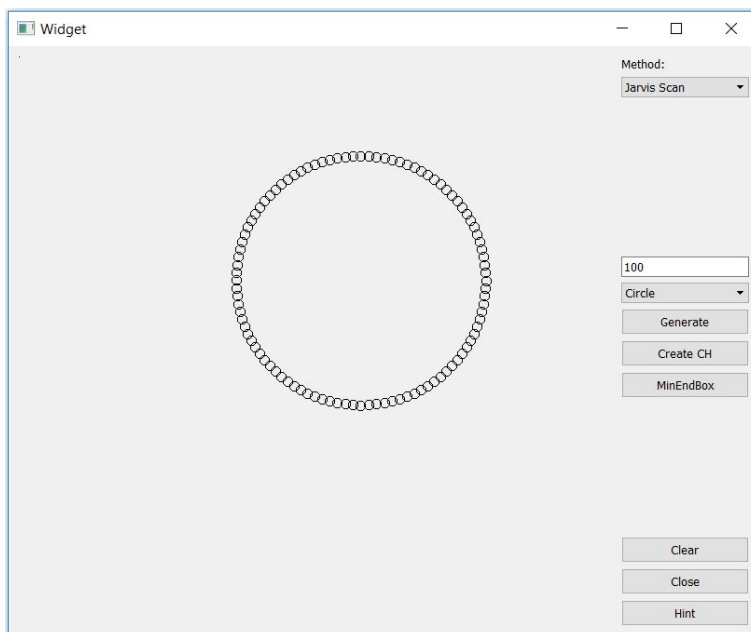 Widget
Method:
Jarvis Scan
100
Circle
Generate
Create CH
MinEndBox
Clear
Close
Hint